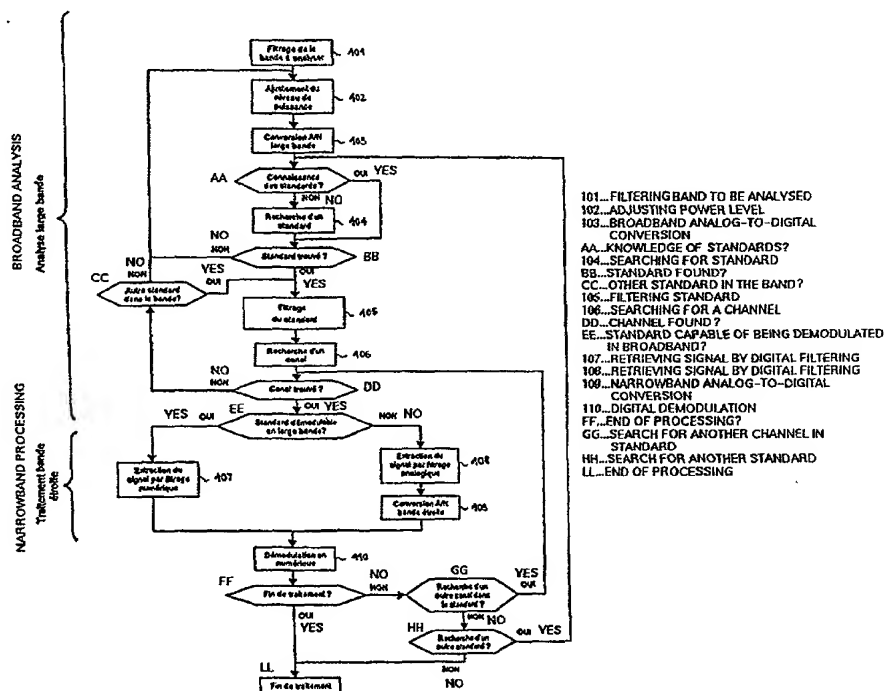 Filtrage de la
bande à analyser
101
Ajustement du
niveau de
puissance
102
Conversion A/N
large bande
103
AA
Connaissance
des standards ?
OUI YES
NON NO
Recherche d'un
standard
104
NO
NON
Standard trouvé ?
BB
OUI
YES
CC
NO
NON
Autre standard
dans la bande?
YES
OUI
Filtrage
du standard
105
Recherche d'un
canal
106
NO
NON
Canal trouvé ?
DD
OUI YES
EE
YES OUI
Standard démodulable
en large bande?
NON NO
Extraction du
signal par filtrage
numérique
107
Extraction du
signal par filtrage
analogique
108
Conversion A/N
bande étroite
109
Démodulation en
numérique
110
FF
Fin de traitement ?
NO
NON
OUI
YES
GG
Recherche d'un
autre canal dans
le standard ?
YES
OUI
NON NO
HH
Recherche d'un
autre standard ?
OUI YES
NON
NO
LL
Fin de traitement
BROADBAND ANALYSIS
Analyse large bande
NARROWBAND PROCESSING
Traitement bande
étroite
101...FILTERING BAND TO BE ANALYSED
102...ADJUSTING POWER LEVEL
103...BROADBAND ANALOG-TO-DIGITAL
CONVERSION
AA...KNOWLEDGE OF STANDARDS?
104...SEARCHING FOR STANDARD
BB...STANDARD FOUND?
CC...OTHER STANDARD IN THE BAND?
105...FILTERING STANDARD
106...SEARCHING FOR A CHANNEL
DD...CHANNEL FOUND?
EE...STANDARD CAPABLE OF BEING DEMODULATED
IN BROADBAND?
107...RETRIEVING SIGNAL BY DIGITAL FILTERING
108...RETRIEVING SIGNAL BY DIGITAL FILTERING
109...NARROWBAND ANALOG-TO-DIGITAL
CONVERSION
110...DIGITAL DEMODULATION
FF...END OF PROCESSING?
GG...SEARCH FOR ANOTHER CHANNEL IN
STANDARD
HH...SEARCH FOR ANOTHER STANDARD
LL...END OF PROCESSING